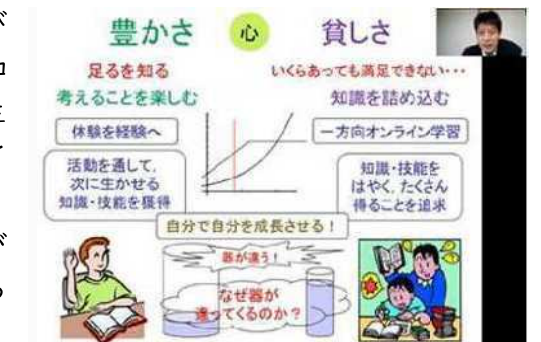 豊かさ 心 貧しさ
足るを知る いくらあっても満足できない・・・
考えることを楽しむ 知識を詰め込む
休験を経験へ 一方向オンライン学習
活動を通して,
次に生かせる
知識・技能を獲得
知識・技能を
はやく, たくさん
得ることを追求
自分で自分を成長させる！
器が違う！
なぜ器が
違ってくるのか？